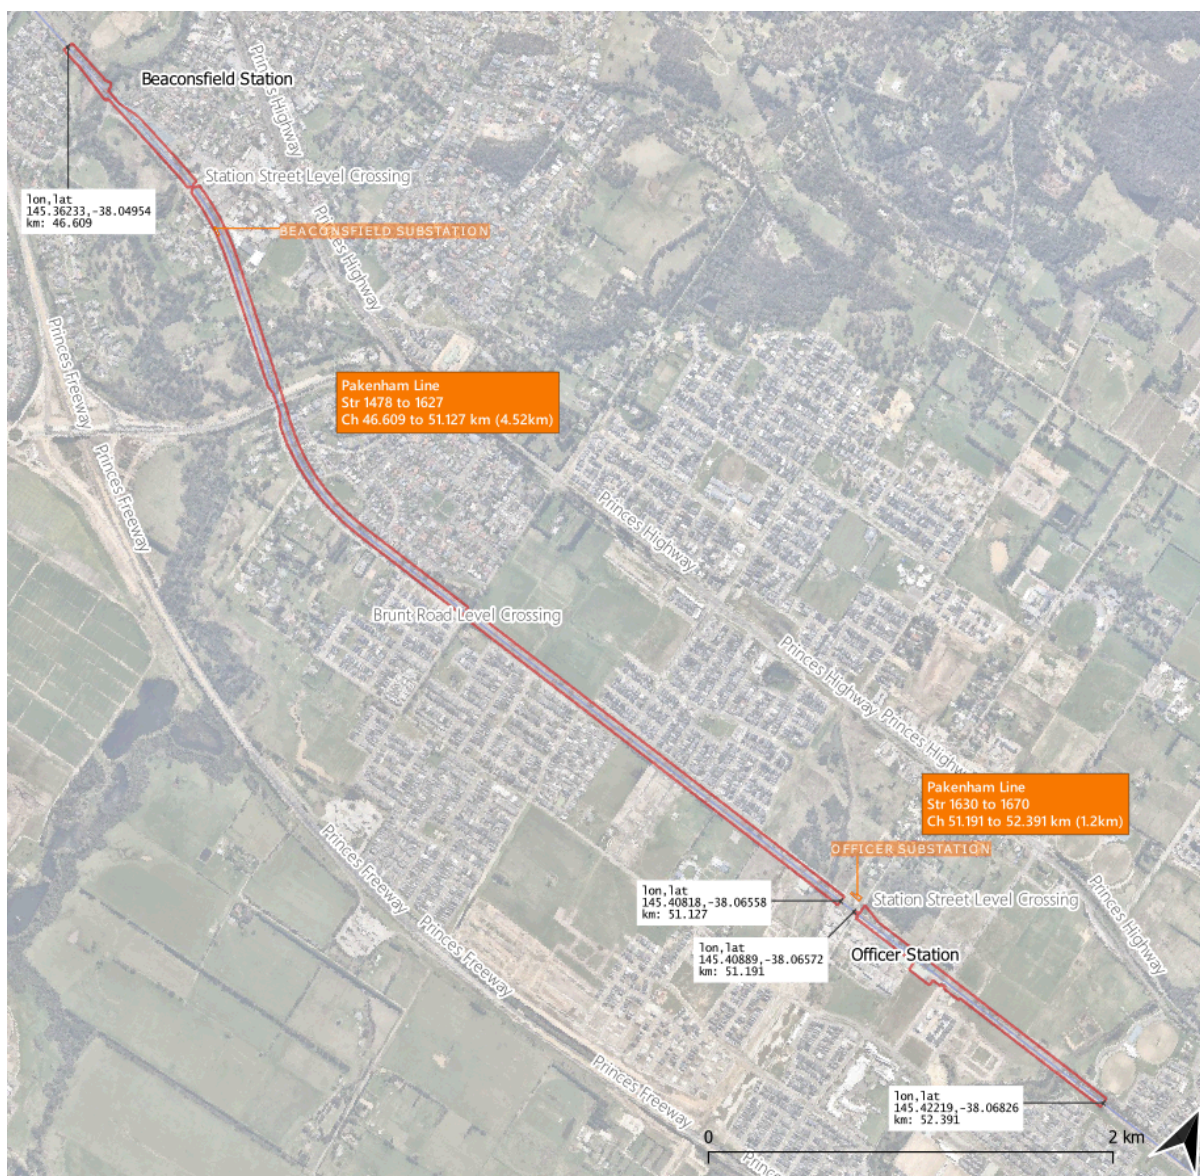 Princes Highway
Beaconsfield Station
Station Street Level Crossing
lon,lat
145.36233,-38.04954
km: 46.609
BEACONSFIELD SUBSTATION
Princes Highway
Princes Freeway
Pakenham Line
Str 1478 to 1627
Ch 46.609 to 51.127 km (4.52km)
Princes Freeway
Princes Highway
Brunt Road Level Crossing
Princes Highway
Princes Highway
Pakenham Line
Str 1630 to 1670
Ch 51.191 to 52.391 km (1.2km)
Princes Freeway
OFFICER SUBSTATION
lon,lat
145.40818,-38.06558
km: 51.127
Station Street Level Crossing
Princes Highway
Princes Freeway
lon,lat
145.40889,-38.06572
km: 51.191
Officer Station
Princes Freeway
lon,lat
145.42219,-38.06826
km: 52.391
0
2 km